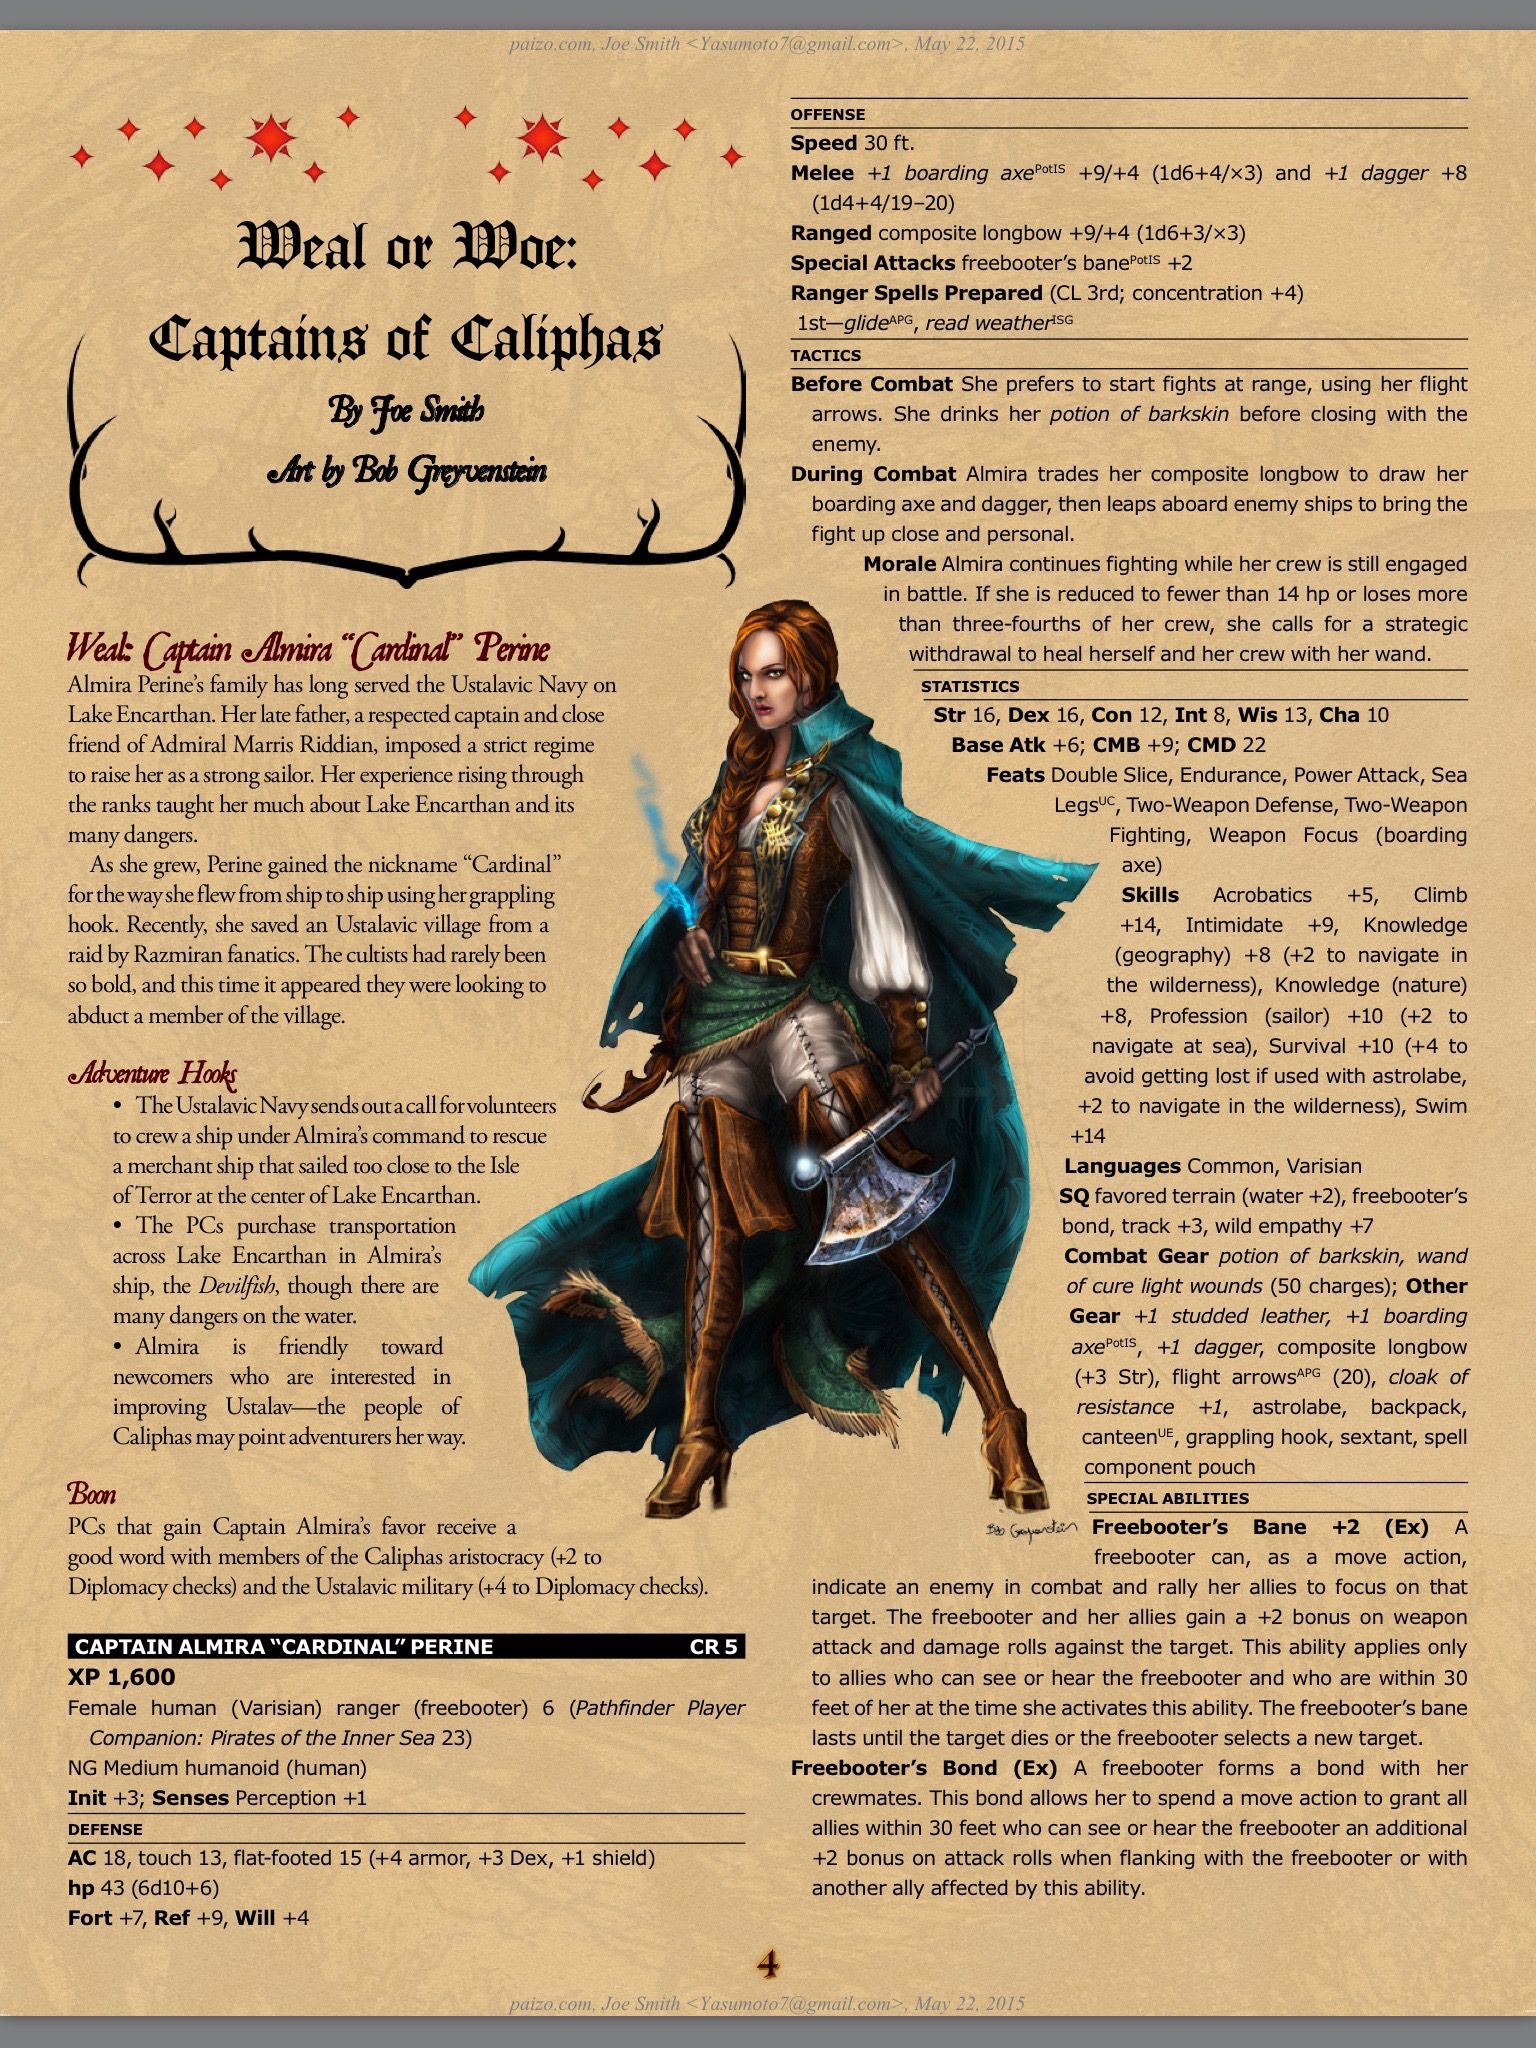 paizo.com, Joe Smith <Yasumoto7@gmail.com>, May 22, 2015
Weal or Woe:
Captains of Caliphas
By Joe Smith
Art by Bob Greyvenstein
Weal: Captain Almira “Cardinal” Perine
Almira Perine’s family has long served the Ustalavic Navy on
Lake Encarthan. Her late father, a respected captain and close
friend of Admiral Marris Riddian, imposed a strict regime
to raise her as a strong sailor. Her experience rising through
the ranks taught her much about Lake Encarthan and its
many dangers.
As she grew, Perine gained the nickname “Cardinal”
for the way she flew from ship to ship using her grappling
hook. Recently, she saved an Ustalavic village from a
raid by Razmiran fanatics. The cultists had rarely been
so bold, and this time it appeared they were looking to
abduct a member of the village.
Adventure Hooks
• The Ustalavic Navy sends out a call for volunteers
to crew a ship under Almira’s command to rescue
a merchant ship that sailed too close to the Isle
of Terror at the center of Lake Encarthan.
• The PCs purchase transportation
across Lake Encarthan in Almira’s
ship, the Devilfish, though there are
many dangers on the water.
• Almira is friendly toward
newcomers who are interested in
improving Ustalav—the people of
Caliphas may point adventurers her way.
Boon
PCs that gain Captain Almira’s favor receive a
good word with members of the Caliphas aristocracy (+2 to
Diplomacy checks) and the Ustalavic military (+4 to Diplomacy checks).
CAPTAIN ALMIRA “CARDINAL” PERINE CR 5
XP 1,600
Female human (Varisian) ranger (freebooter) 6 (Pathfinder Player
Companion: Pirates of the Inner Sea 23)
NG Medium humanoid (human)
Init +3; Senses Perception +1
DEFENSE
AC 18, touch 13, flat-footed 15 (+4 armor, +3 Dex, +1 shield)
hp 43 (6d10+6)
Fort +7, Ref +9, Will +4
OFFENSE
Speed 30 ft.
Melee +1 boarding axePotIS +9/+4 (1d6+4/×3) and +1 dagger +8
(1d4+4/19–20)
Ranged composite longbow +9/+4 (1d6+3/×3)
Special Attacks freebooter’s banePotIS +2
Ranger Spells Prepared (CL 3rd; concentration +4)
1st—glideAPG, read weatherISG
TACTICS
Before Combat She prefers to start fights at range, using her flight
arrows. She drinks her potion of barkskin before closing with the
enemy.
During Combat Almira trades her composite longbow to draw her
boarding axe and dagger, then leaps aboard enemy ships to bring the
fight up close and personal.
Morale Almira continues fighting while her crew is still engaged
in battle. If she is reduced to fewer than 14 hp or loses more
than three-fourths of her crew, she calls for a strategic
withdrawal to heal herself and her crew with her wand.
STATISTICS
Str 16, Dex 16, Con 12, Int 8, Wis 13, Cha 10
Base Atk +6; CMB +9; CMD 22
Feats Double Slice, Endurance, Power Attack, Sea
LegsUC, Two-Weapon Defense, Two-Weapon
Fighting, Weapon Focus (boarding
axe)
Skills Acrobatics +5, Climb
+14, Intimidate +9, Knowledge
(geography) +8 (+2 to navigate in
the wilderness), Knowledge (nature)
+8, Profession (sailor) +10 (+2 to
navigate at sea), Survival +10 (+4 to
avoid getting lost if used with astrolabe,
+2 to navigate in the wilderness), Swim
+14
Languages Common, Varisian
SQ favored terrain (water +2), freebooter’s
bond, track +3, wild empathy +7
Combat Gear potion of barkskin, wand
of cure light wounds (50 charges); Other
Gear +1 studded leather, +1 boarding
axePotIS, +1 dagger, composite longbow
(+3 Str), flight arrowsAPG (20), cloak of
resistance +1, astrolabe, backpack,
canteenUE, grappling hook, sextant, spell
component pouch
SPECIAL ABILITIES
Bob Greyvenstein
Freebooter’s Bane +2 (Ex) A
freebooter can, as a move action,
indicate an enemy in combat and rally her allies to focus on that
target. The freebooter and her allies gain a +2 bonus on weapon
attack and damage rolls against the target. This ability applies only
to allies who can see or hear the freebooter and who are within 30
feet of her at the time she activates this ability. The freebooter’s bane
lasts until the target dies or the freebooter selects a new target.
Freebooter’s Bond (Ex) A freebooter forms a bond with her
crewmates. This bond allows her to spend a move action to grant all
allies within 30 feet who can see or hear the freebooter an additional
+2 bonus on attack rolls when flanking with the freebooter or with
another ally affected by this ability.
4
paizo.com, Joe Smith <Yasumoto7@gmail.com>, May 22, 2015